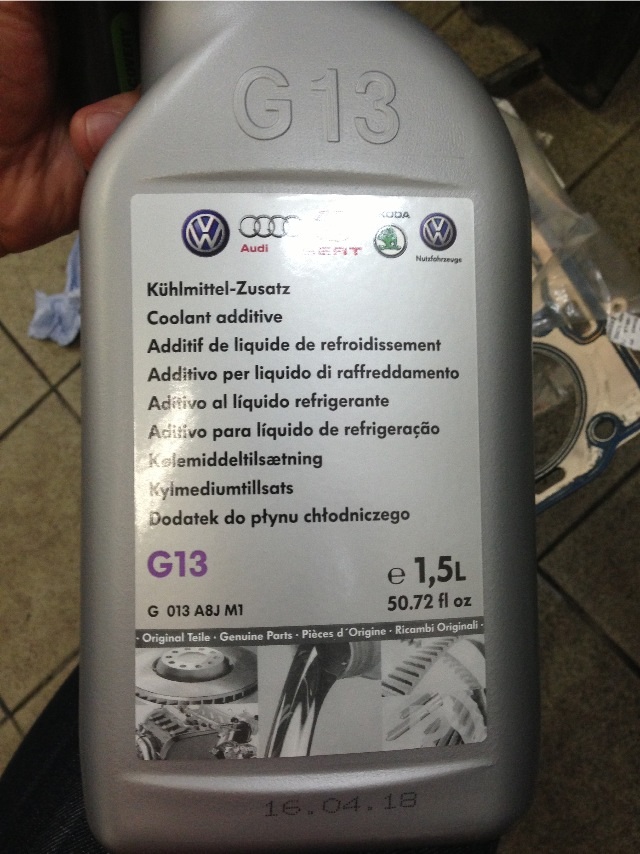 G13
Audi
SEAT
ŠKODA
Nutzfahrzeuge
Kühlmittel-Zusatz
Coolant additive
Additif de liquide de refroidissement
Additivo per liquido di raffreddamento
Aditivo al líquido refrigerante
Aditivo para líquido de refrigeração
Kølemiddeltilsætning
Kylmediumtillsats
Dodatek do płynu chłodniczego
G13
e 1,5L
G 013 A8J M1
50.72 fl oz
· Original Teile · Genuine Parts · Pièces d´Origine · Ricambi Originali ·
16.04.18